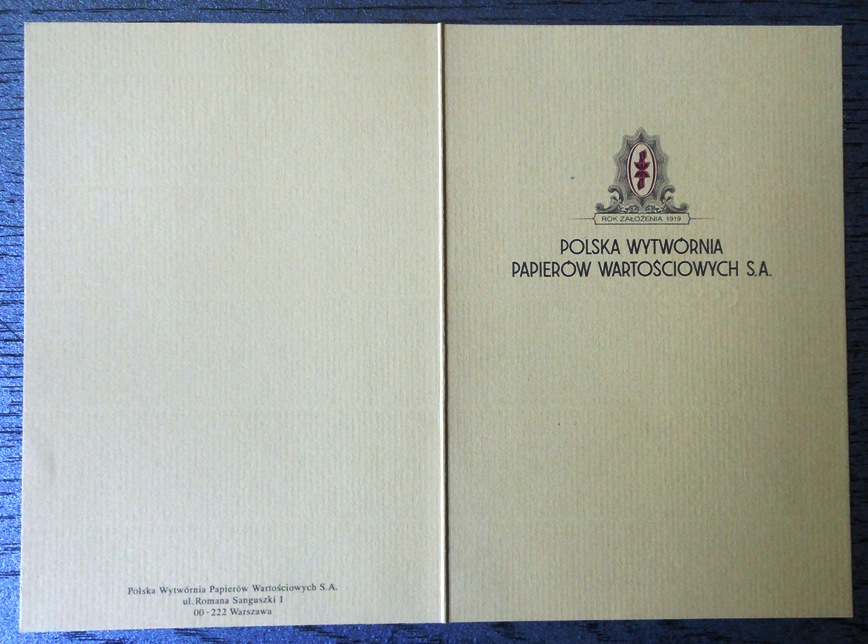 ROK ZAŁOŻENIA 1919
POLSKA WYTWÓRNIA
PAPIERÓW WARTOŚCIOWYCH S.A.
Polska Wytwórnia Papierów Wartościowych S.A.
ul. Romana Sanguszki 1
00-222 Warszawa